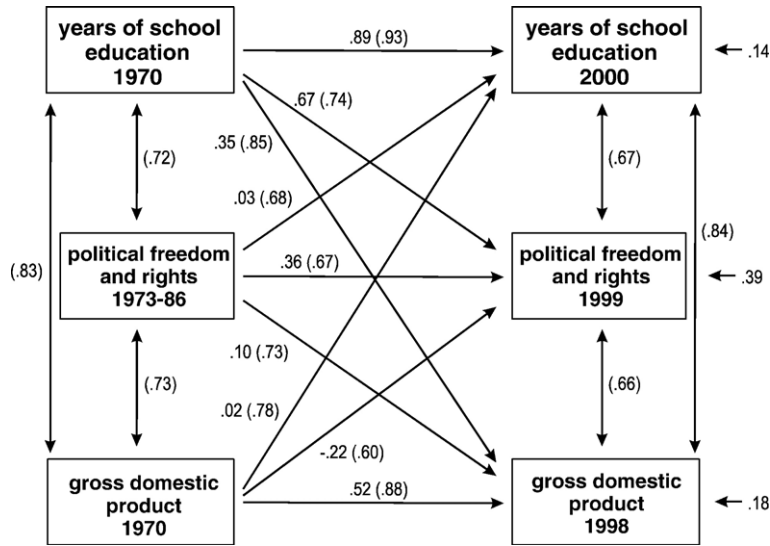 years of school
education
1970
.89 (.93)
years of school
education
2000
.14
.67 (.74)
.35 (.85)
(.72)
(.67)
.03 (.68)
(.83)
political freedom
and rights
1973-86
.36 (.67)
political freedom
and rights
1999
(.84)
.39
.10 (.73)
(.73)
(.66)
.02 (.78)
-.22 (.60)
gross domestic
product
1970
.52 (.88)
gross domestic
product
1998
.18